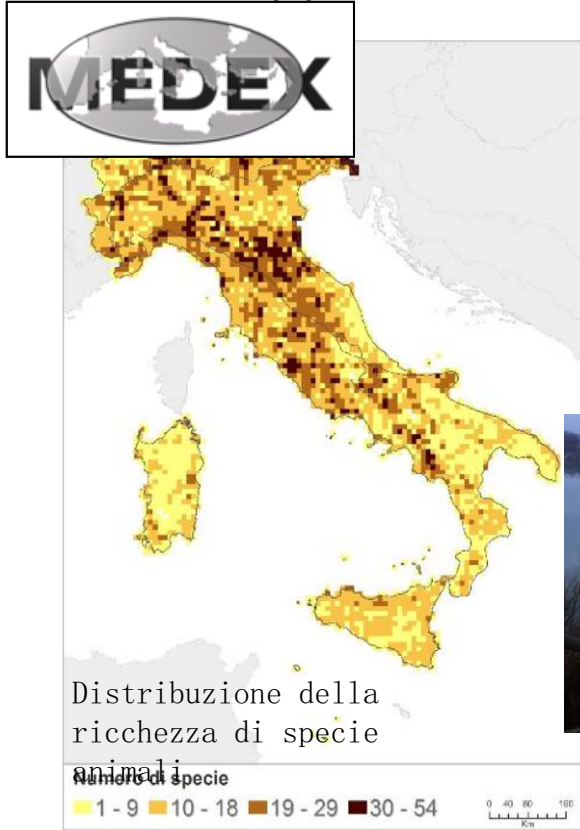 MEDEX
Distribuzione della
ricchezza di specie
animali
Numero di specie
1 - 9 10 - 18 19 - 29 30 - 54
0 40 80 160
Km